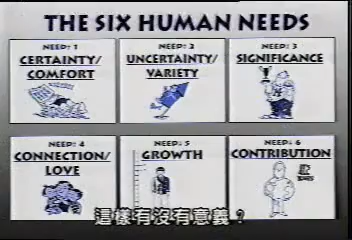 THE SIX HUMAN NEEDS
NEED: 1
CERTAINTY/
COMFORT
NEED: 2
UNCERTAINTY/
VARIETY
NEED: 3
SIGNIFICANCE
NEED: 4
CONNECTION/
LOVE
NEED: 5
GROWTH
NEED: 6
CONTRIBUTION
這樣有沒有意義？